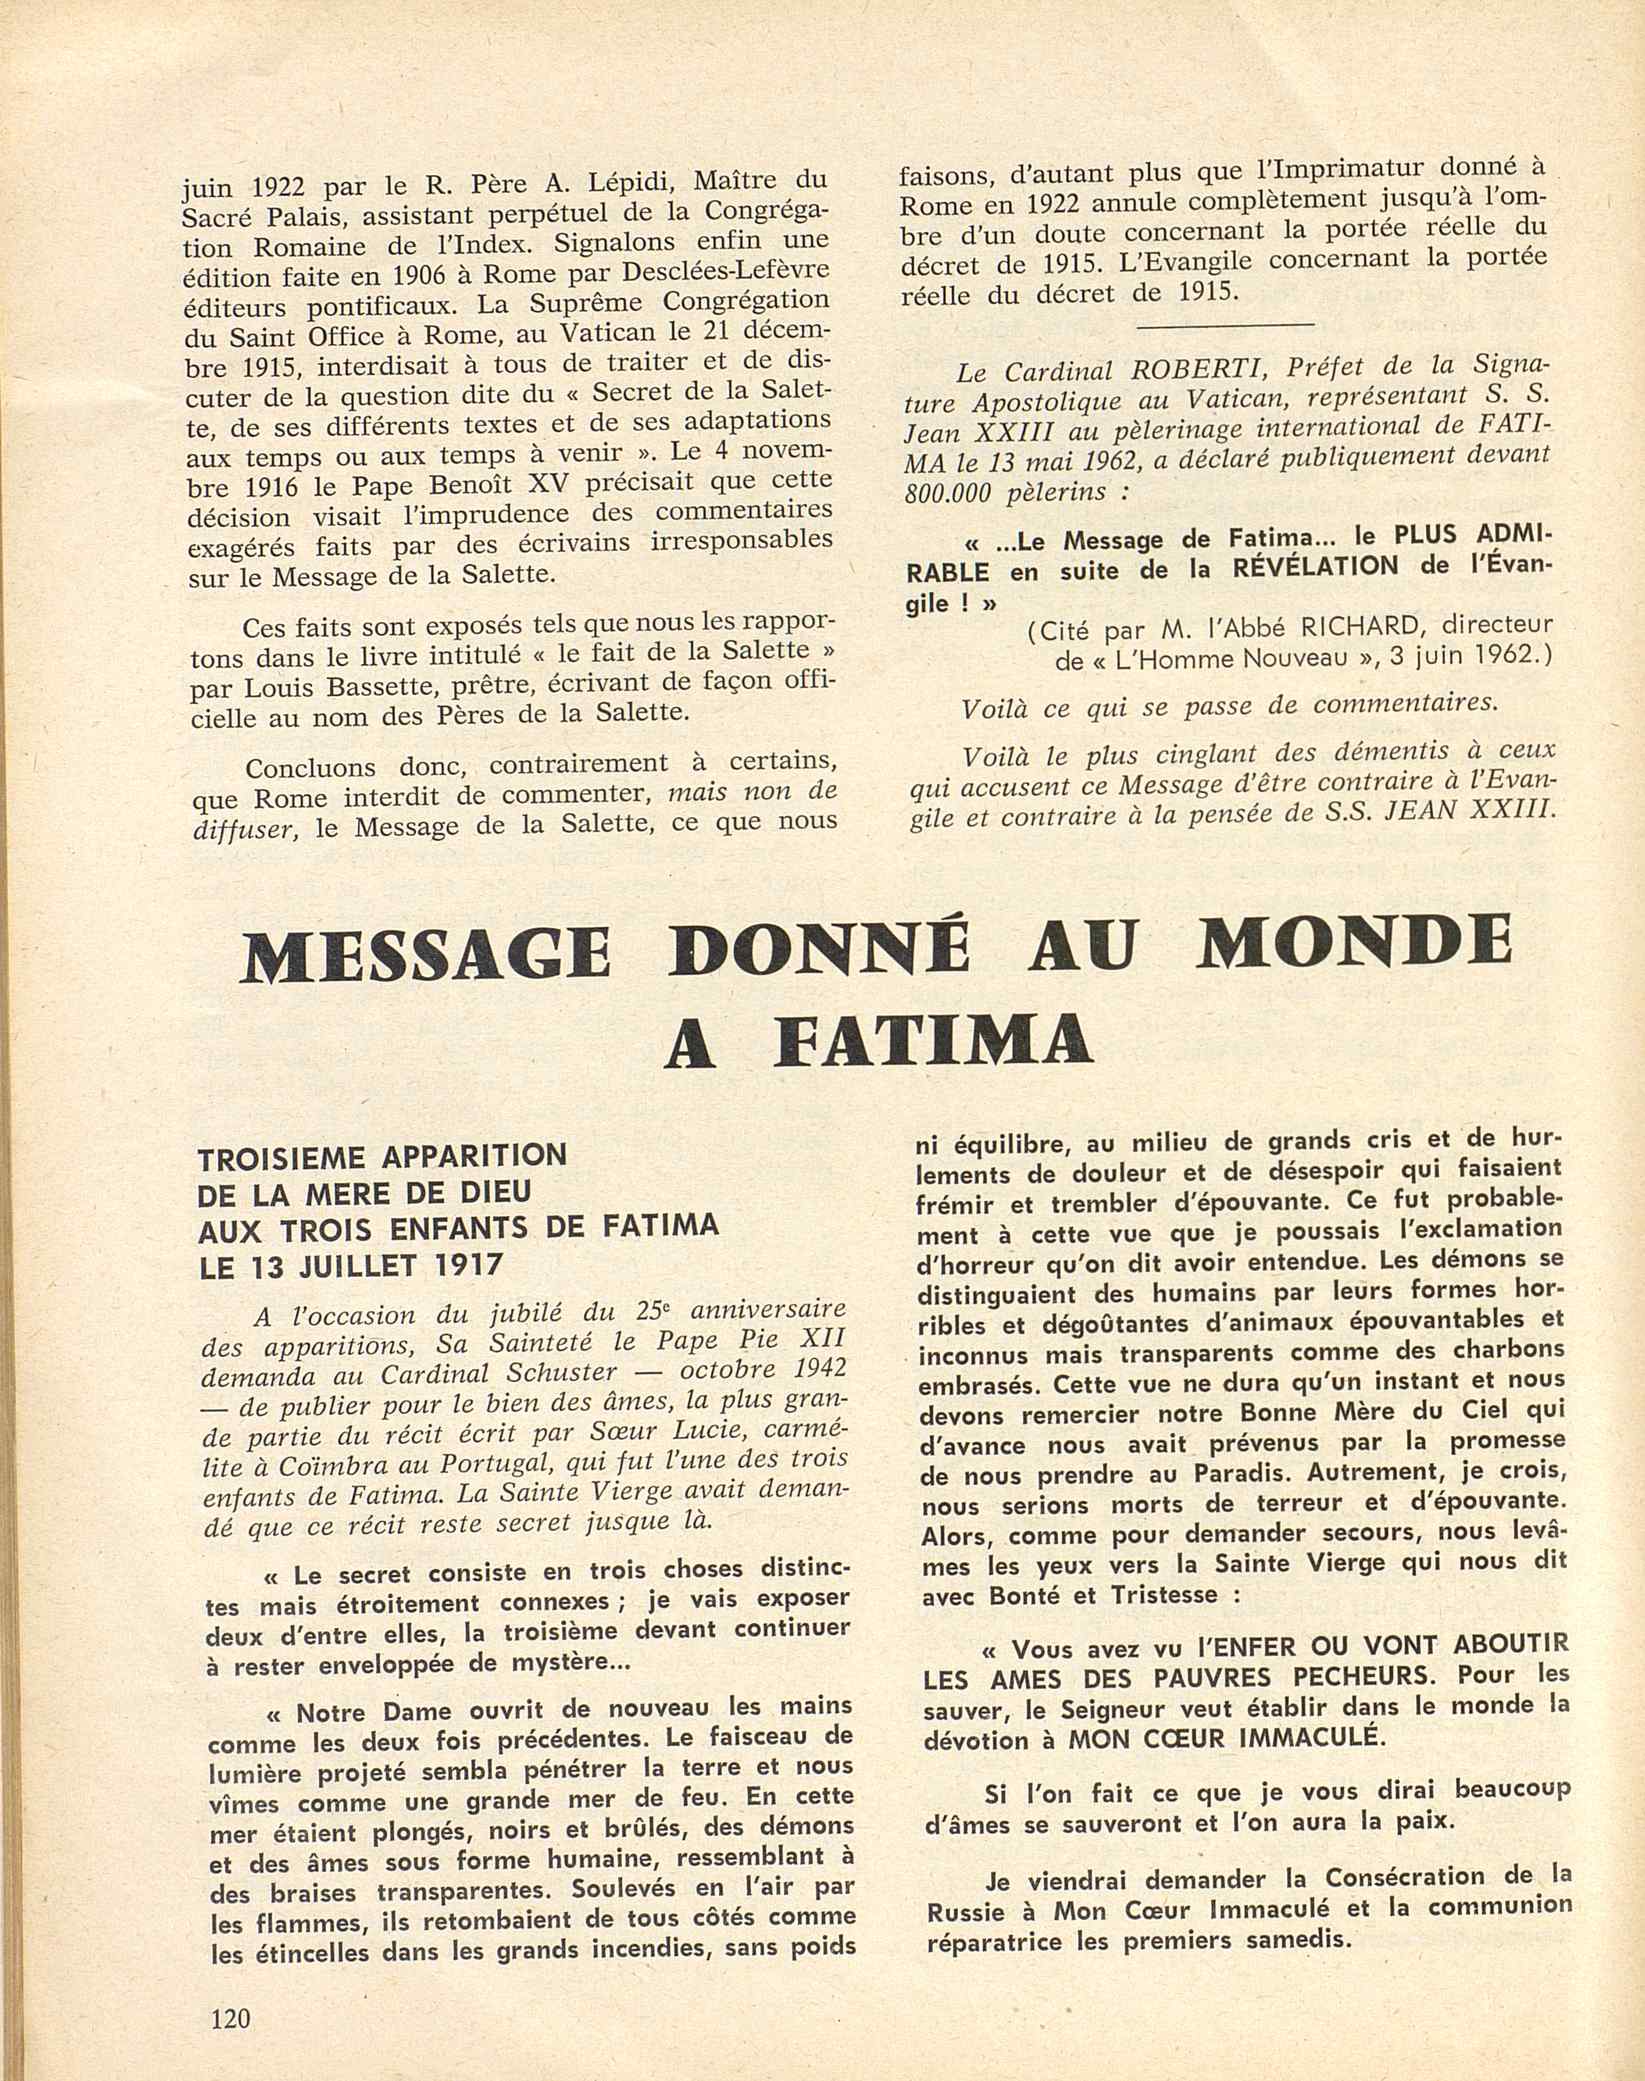 juin 1922 par le R. Père A. Lépidi, Maître du
Sacré Palais, assistant perpétuel de la Congréga-
tion Romaine de l'Index. Signalons enfin une
édition faite en 1906 à Rome par Desclées-Lefèvre
éditeurs pontificaux. La Suprême Congrégation
du Saint Office à Rome, au Vatican le 21 décem-
bre 1915, interdisait à tous de traiter et de dis-
cuter de la question dite du « Secret de la Salet-
te, de ses différents textes et de ses adaptations
aux temps ou aux temps à venir ». Le 4 novem-
bre 1916 le Pape Benoît XV précisait que cette
décision visait l'imprudence des commentaires
exagérés faits par des écrivains irresponsables
sur le Message de la Salette.
Ces faits sont exposés tels que nous les rappor-
tons dans le livre intitulé « le fait de la Salette »
par Louis Bassette, prêtre, écrivant de façon offi-
cielle au nom des Pères de la Salette.
Concluons donc, contrairement à certains,
que Rome interdit de commenter, mais non de
diffuser, le Message de la Salette, ce que nous
faisons, d'autant plus que l'Imprimatur donné à
Rome en 1922 annule complètement jusqu'à l'om-
bre d'un doute concernant la portée réelle du
décret de 1915. L'Evangile concernant la portée
réelle du décret de 1915.
Le Cardinal ROBERTI, Préfet de la Signa-
ture Apostolique au Vatican, représentant S. S.
Jean XXIII au pèlerinage international de FATI-
MA le 13 mai 1962, a déclaré publiquement devant
800.000 pèlerins :
« ...Le Message de Fatima... le PLUS ADMI-
RABLE en suite de la RÉVÉLATION de l'Évan-
gile ! »
(Cité par M. l'Abbé RICHARD, directeur
de « L'Homme Nouveau », 3 juin 1962.)
Voilà ce qui se passe de commentaires.
Voilà le plus cinglant des démentis à ceux
qui accusent ce Message d'être contraire à l'Evan-
gile et contraire à la pensée de S.S. JEAN XXIII.
MESSAGE DONNÉ AU MONDE
A FATIMA
TROISIEME APPARITION
DE LA MERE DE DIEU
AUX TROIS ENFANTS DE FATIMA
LE 13 JUILLET 1917
A l'occasion du jubilé du 25e anniversaire
des apparitions, Sa Sainteté le Pape Pie XII
demanda au Cardinal Schuster — octobre 1942
— de publier pour le bien des âmes, la plus gran-
de partie du récit écrit par Sœur Lucie, carmé-
lite à Coïmbra au Portugal, qui fut l'une des trois
enfants de Fatima. La Sainte Vierge avait deman-
dé que ce récit reste secret jusque là.
« Le secret consiste en trois choses distinc-
tes mais étroitement connexes ; je vais exposer
deux d'entre elles, la troisième devant continuer
à rester enveloppée de mystère...
« Notre Dame ouvrit de nouveau les mains
comme les deux fois précédentes. Le faisceau de
lumière projeté sembla pénétrer la terre et nous
vîmes comme une grande mer de feu. En cette
mer étaient plongés, noirs et brûlés, des démons
et des âmes sous forme humaine, ressemblant à
des braises transparentes. Soulevés en l'air par
les flammes, ils retombaient de tous côtés comme
les étincelles dans les grands incendies, sans poids
ni équilibre, au milieu de grands cris et de hur-
lements de douleur et de désespoir qui faisaient
frémir et trembler d'épouvante. Ce fut probable-
ment à cette vue que je poussais l'exclamation
d'horreur qu'on dit avoir entendue. Les démons se
distinguaient des humains par leurs formes hor-
ribles et dégoûtantes d'animaux épouvantables et
inconnus mais transparents comme des charbons
embrasés. Cette vue ne dura qu'un instant et nous
devons remercier notre Bonne Mère du Ciel qui
d'avance nous avait prévenus par la promesse
de nous prendre au Paradis. Autrement, je crois,
nous serions morts de terreur et d'épouvante.
Alors, comme pour demander secours, nous levâ-
mes les yeux vers la Sainte Vierge qui nous dit
avec Bonté et Tristesse :
« Vous avez vu l'ENFER OU VONT ABOUTIR
LES AMES DES PAUVRES PECHEURS. Pour les
sauver, le Seigneur veut établir dans le monde la
dévotion à MON CŒUR IMMACULÉ.
Si l'on fait ce que je vous dirai beaucoup
d'âmes se sauveront et l'on aura la paix.
Je viendrai demander la Consécration de la
Russie à Mon Cœur Immaculé et la communion
réparatrice les premiers samedis.
120